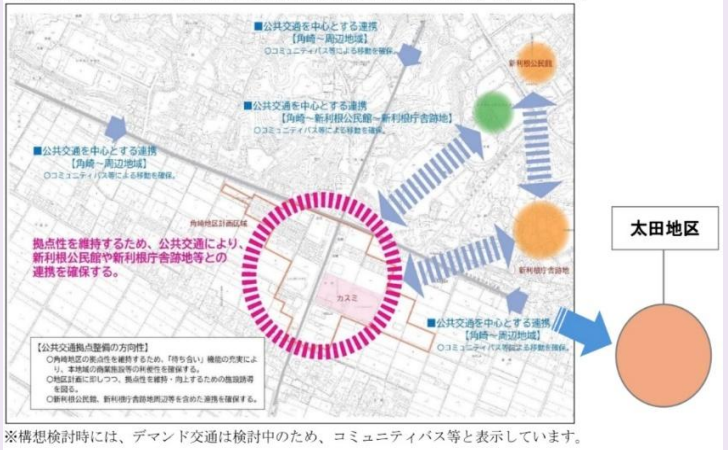 ■公共交通を中心とする連携
【角崎～周辺地域】
○コミュニティバス等による移動を確保。
新利根公民館
■公共交通を中心とする連携
【角崎～新利根公民館～新利根庁舎跡地】
○コミュニティバス等による移動を確保。
■公共交通を中心とする連携
【角崎～周辺地域】
○コミュニティバス等による移動を確保。
角崎地区計画区域
太田地区
拠点性を維持するため、公共交通により、
新利根公民館や新利根庁舎跡地等との
連携を確保する。
新利根庁舎跡地
カスミ
■公共交通を中心とする連携
【角崎～周辺地域】
○コミュニティバス等による移動を確保。
【公共交通拠点整備の方向性】
○角崎地区の拠点性を維持するため、「待ち合い」機能の充実によ
り、本地域の商業施設等の利便性を確保する。
○地区計画に即しつつ、拠点性を維持・向上するための施設誘導
を図る。
○新利根公民館、新利根庁舎跡地周辺等を含めた連携を確保する。
※構想検討時には、デマンド交通は検討中のため、コミュニティバス等と表示しています。